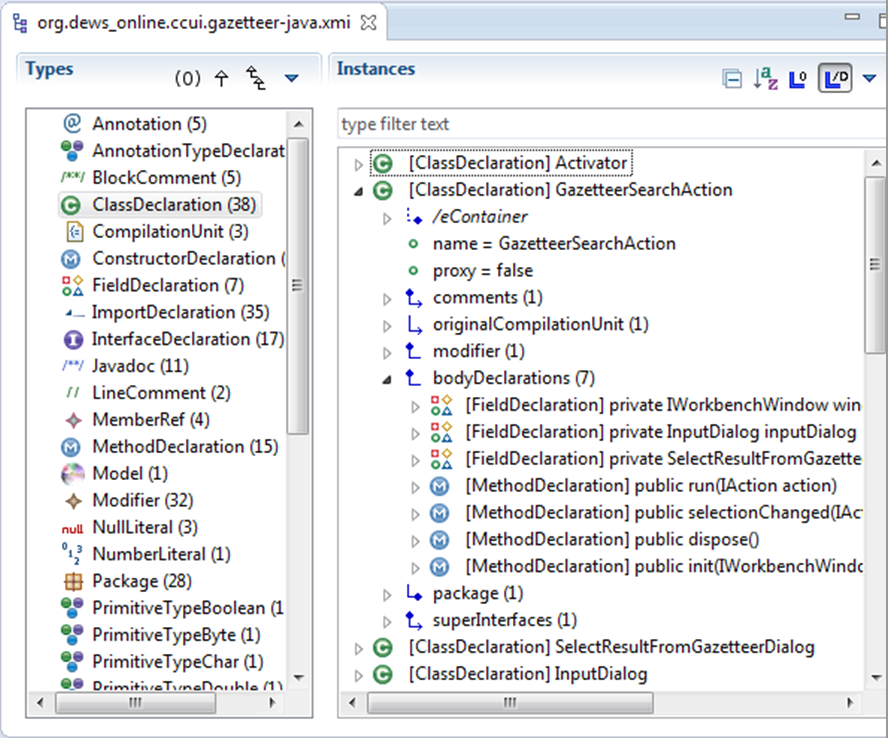 org.dews_online.ccui.gazetteer-java.xmi
Types
(0)
Annotation (5)
AnnotationTypeDeclarat
BlockComment (5)
ClassDeclaration (38)
CompilationUnit (3)
ConstructorDeclaration (
FieldDeclaration (7)
ImportDeclaration (35)
InterfaceDeclaration (17)
Javadoc (11)
LineComment (2)
MemberRef (4)
MethodDeclaration (15)
Model (1)
Modifier (32)
NullLiteral (3)
NumberLiteral (1)
Package (28)
PrimitiveTypeBoolean (1
PrimitiveTypeByte (1)
PrimitiveTypeChar (1)
PrimitiveTypeDouble (1)
Instances
type filter text
[ClassDeclaration] Activator
[ClassDeclaration] GazetteerSearchAction
/eContainer
name = GazetteerSearchAction
proxy = false
comments (1)
originalCompilationUnit (1)
modifier (1)
bodyDeclarations (7)
[FieldDeclaration] private IWorkbenchWindow win
[FieldDeclaration] private InputDialog inputDialog
[FieldDeclaration] private SelectResultFromGazette
[MethodDeclaration] public run(IAction action)
[MethodDeclaration] public selectionChanged(IAc
[MethodDeclaration] public dispose()
[MethodDeclaration] public init(IWorkbenchWindo
package (1)
superInterfaces (1)
[ClassDeclaration] SelectResultFromGazetteerDialog
[ClassDeclaration] InputDialog